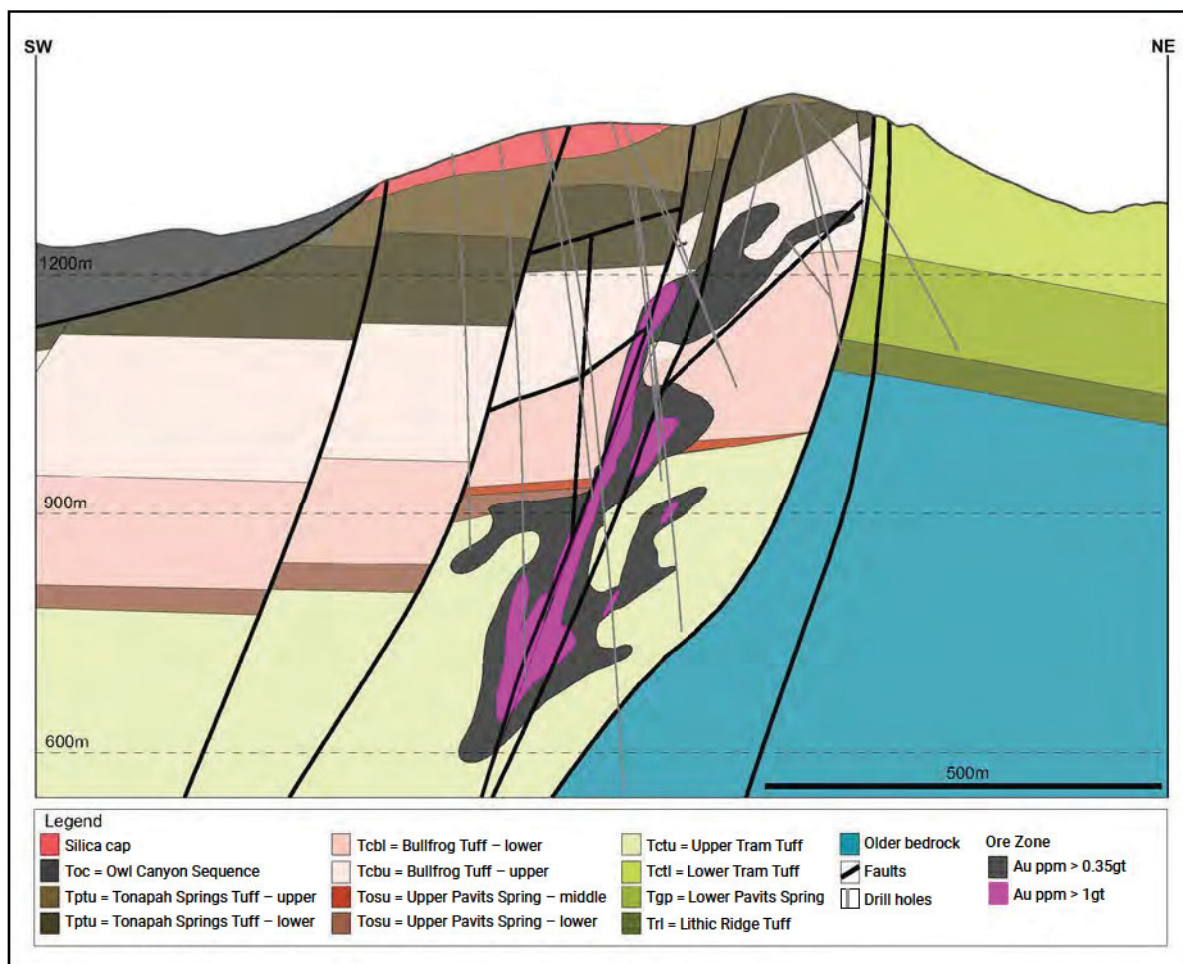 SW
NE
1200m
900m
600m
500m
Legend
Silica cap
Toc = Owl Canyon Sequence
Tptu = Tonapah Springs Tuff – upper
Tptu = Tonapah Springs Tuff – lower
Tcbl = Bullfrog Tuff – lower
Tcbu = Bullfrog Tuff – upper
Tosu = Upper Pavits Spring – middle
Tosu = Upper Pavits Spring – lower
Tctu = Upper Tram Tuff
Tctl = Lower Tram Tuff
Tgp = Lower Pavits Spring
Trl = Lithic Ridge Tuff
Older bedrock
Faults
Drill holes
Ore Zone
Au ppm > 0.35gt
Au ppm > 1gt